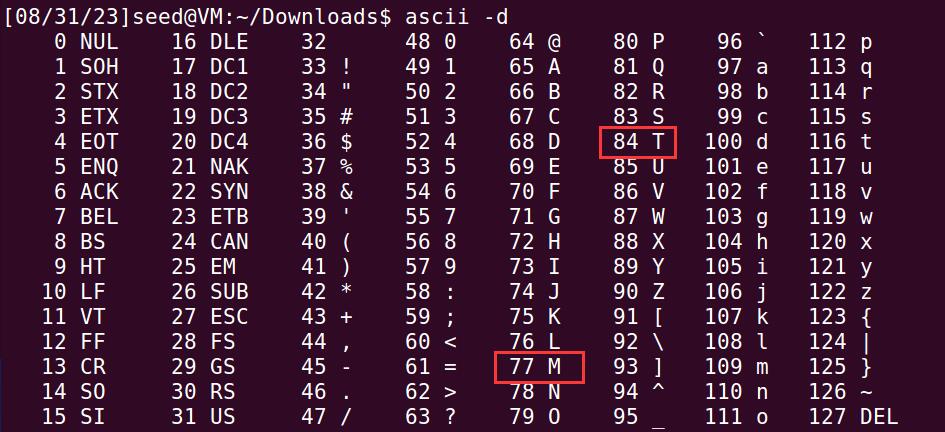 [08/31/23]seed@VM:~/Downloads$ ascii -d
    0 NUL    16 DLE    32      48 0    64 @    80 P    96 `   112 p
    1 SOH    17 DC1    33 !    49 1    65 A    81 Q    97 a   113 q
    2 STX    18 DC2    34 "    50 2    66 B    82 R    98 b   114 r
    3 ETX    19 DC3    35 #    51 3    67 C    83 S    99 c   115 s
    4 EOT    20 DC4    36 $    52 4    68 D    84 T   100 d   116 t
    5 ENQ    21 NAK    37 %    53 5    69 E    85 U   101 e   117 u
    6 ACK    22 SYN    38 &    54 6    70 F    86 V   102 f   118 v
    7 BEL    23 ETB    39 '    55 7    71 G    87 W   103 g   119 w
    8 BS     24 CAN    40 (    56 8    72 H    88 X   104 h   120 x
    9 HT     25 EM     41 )    57 9    73 I    89 Y   105 i   121 y
   10 LF     26 SUB    42 *    58 :    74 J    90 Z   106 j   122 z
   11 VT     27 ESC    43 +    59 ;    75 K    91 [   107 k   123 {
   12 FF     28 FS     44 ,    60 <    76 L    92 \   108 l   124 |
   13 CR     29 GS     45 -    61 =    77 M    93 ]   109 m   125 }
   14 SO     30 RS     46 .    62 >    78 N    94 ^   110 n   126 ~
   15 SI     31 US     47 /    63 ?    79 O    95 _   111 o   127 DEL